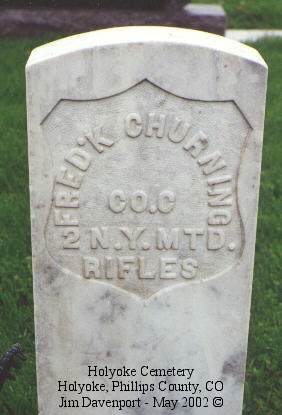 FRED'K CHURNING
CO. C
2 N.Y. MTD.
RIFLES
Holyoke Cemetery
Holyoke, Phillips County, CO
Jim Davenport - May 2002 ©